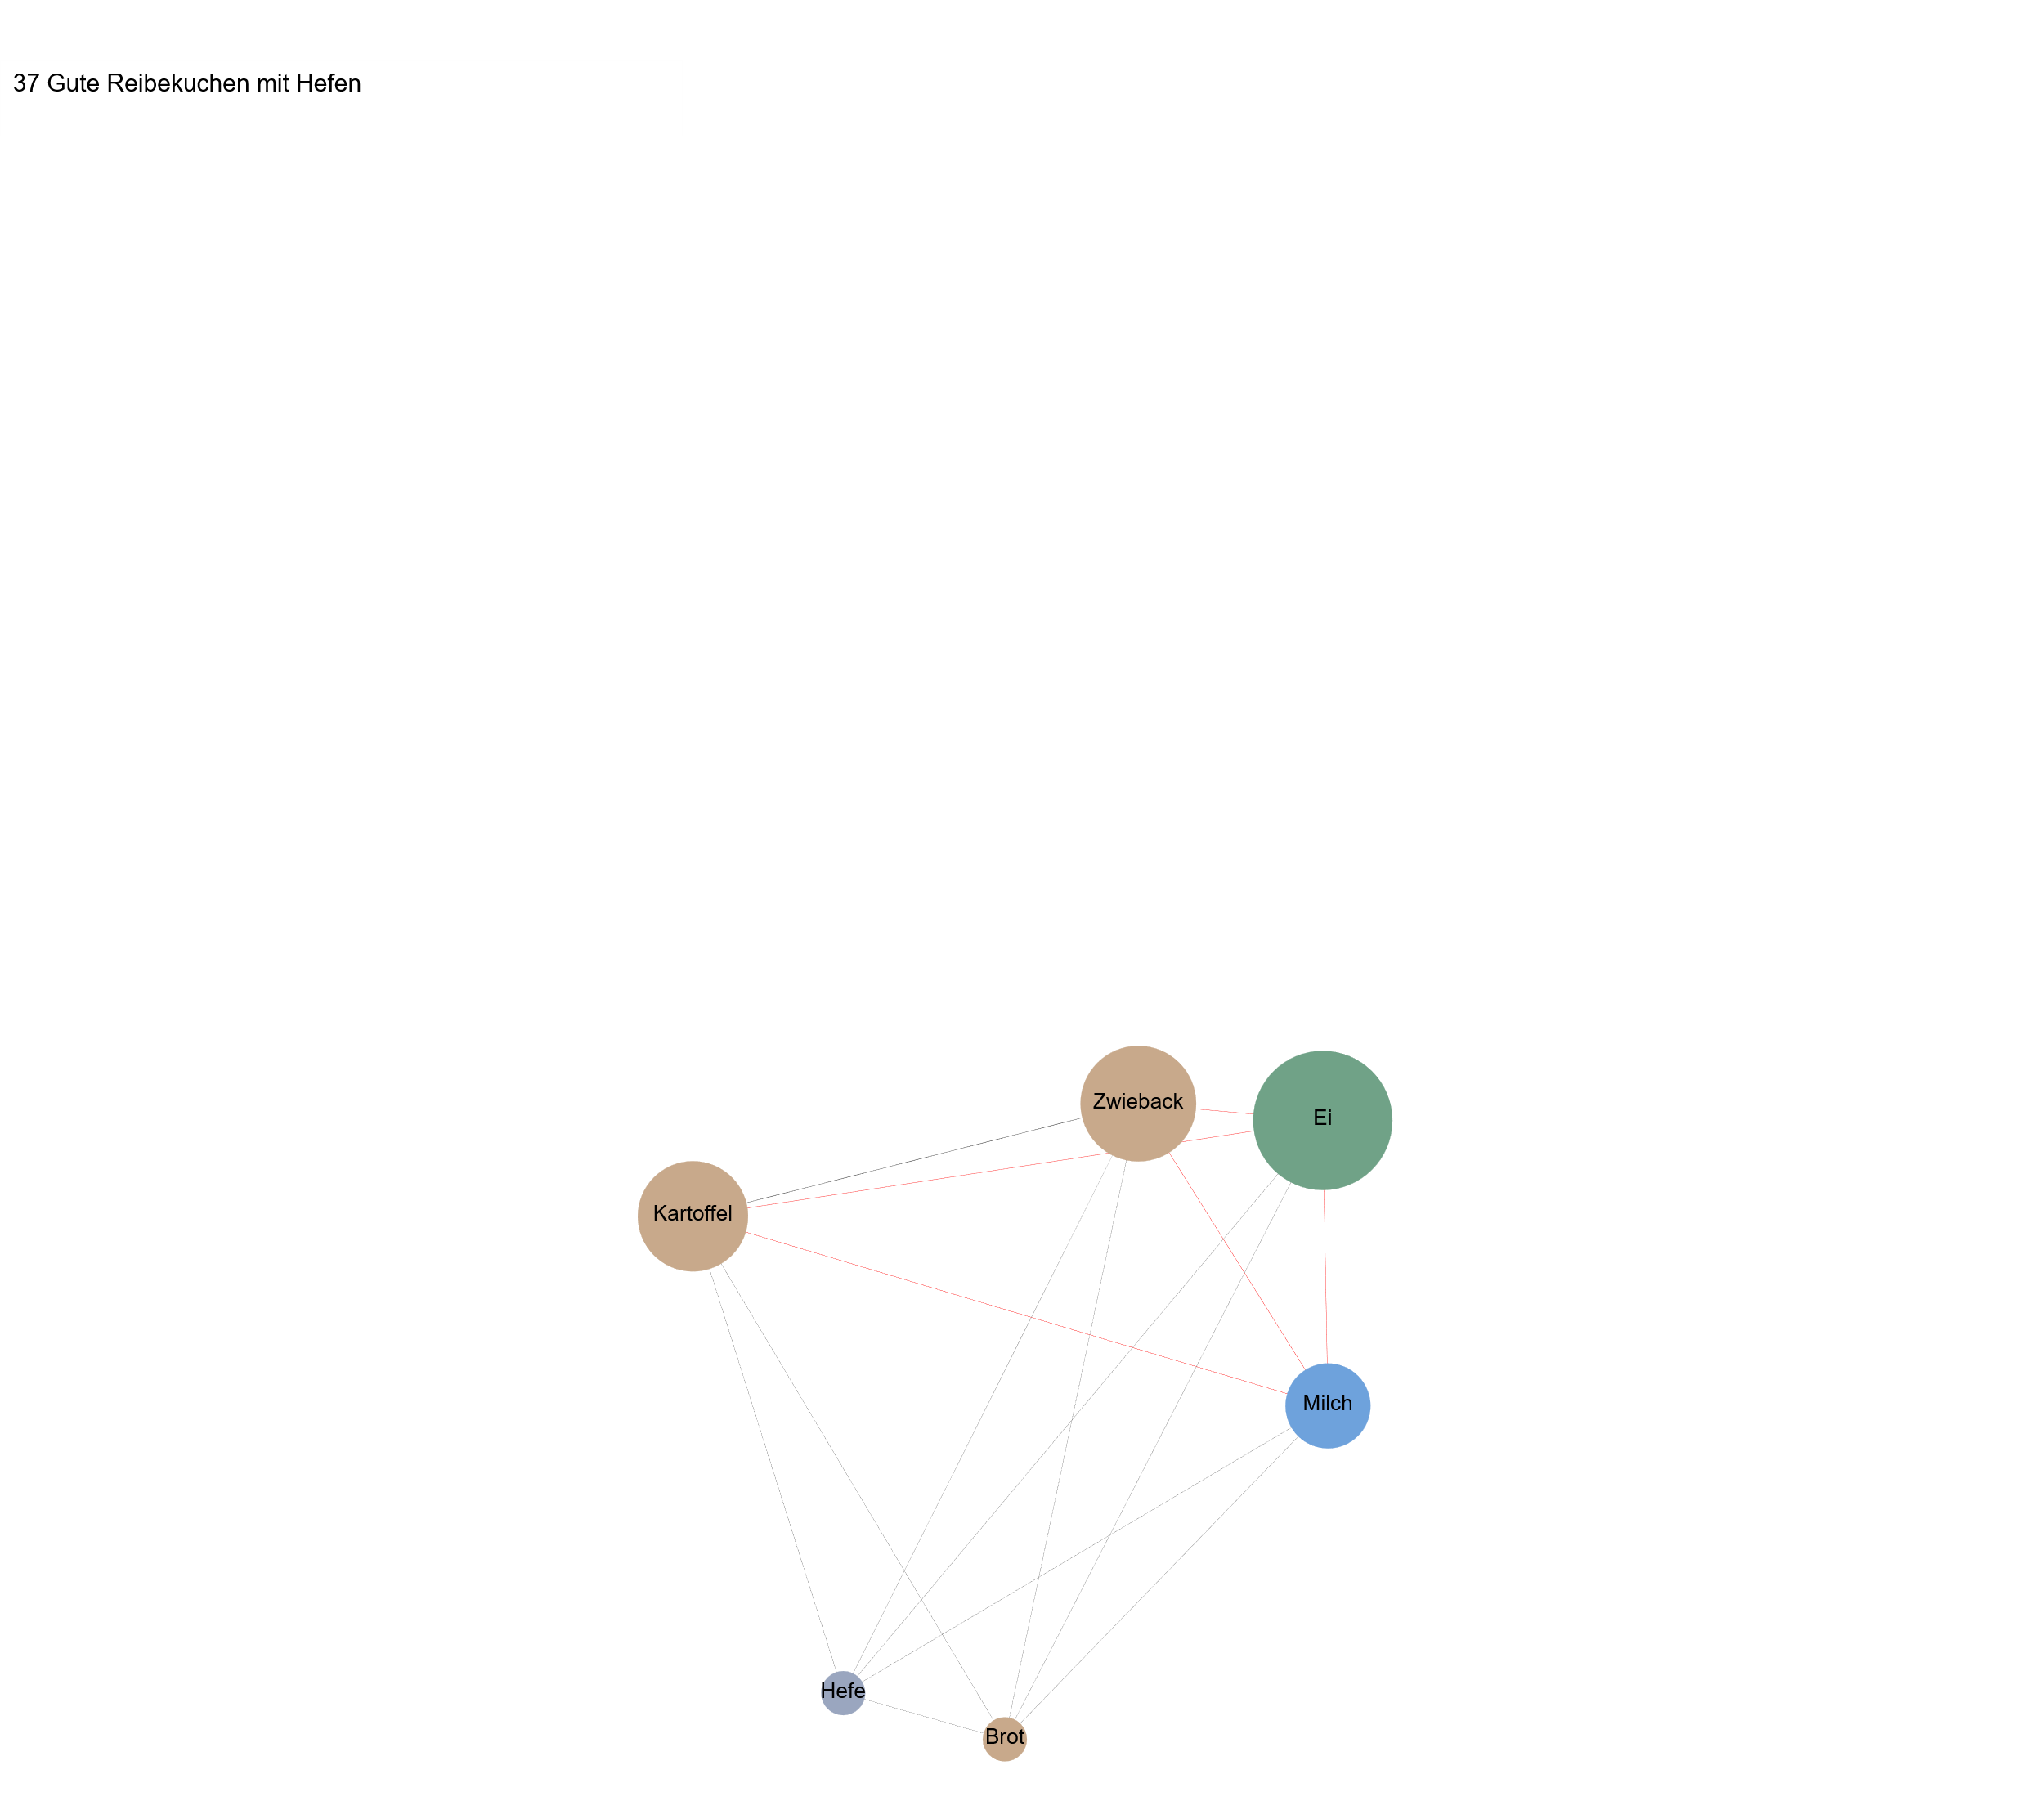 37 Gute Reibekuchen mit Hefen
Zwieback
Ei
Kartoffel
Milch
Hefe
Brot